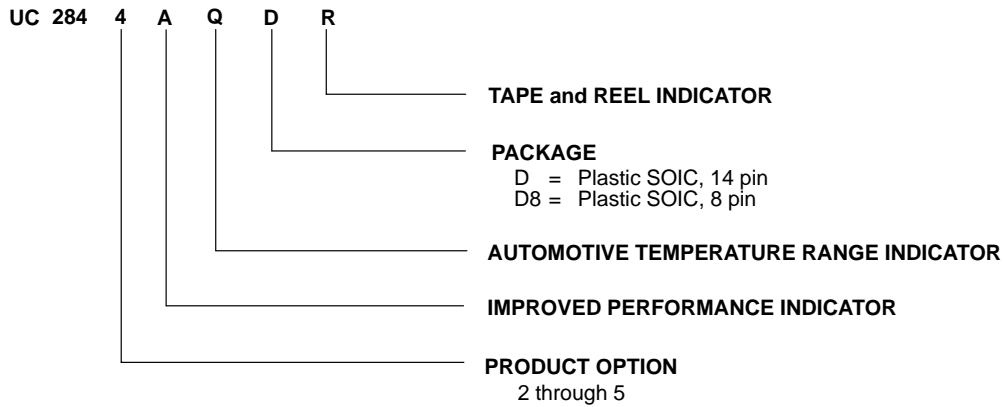 UC 284 4 A Q D R
TAPE and REEL INDICATOR
PACKAGE
D = Plastic SOIC, 14 pin
D8 = Plastic SOIC, 8 pin
AUTOMOTIVE TEMPERATURE RANGE INDICATOR
IMPROVED PERFORMANCE INDICATOR
PRODUCT OPTION
2 through 5